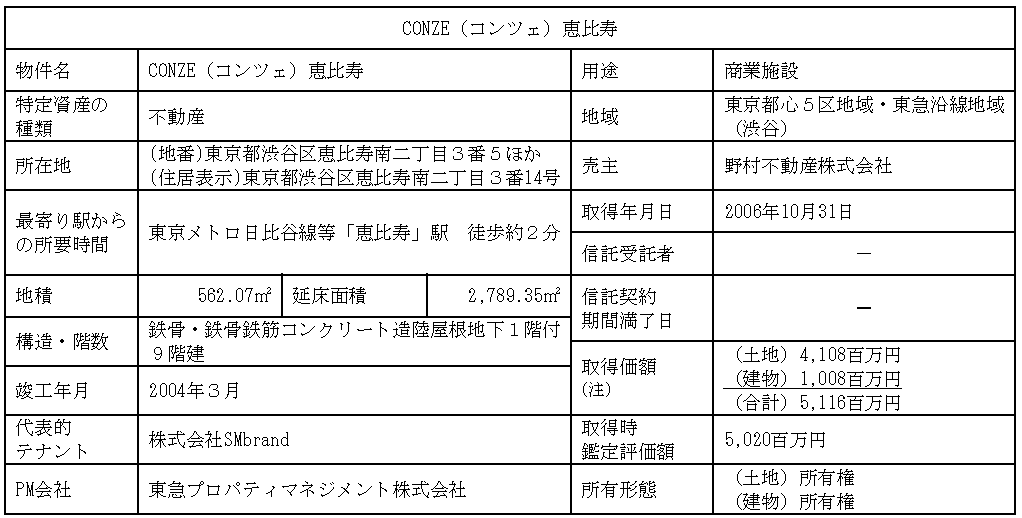 CONZE（コンツェ）恵比寿
物件名
CONZE（コンツェ）恵比寿
用途
商業施設
特定資産の
種類
不動産
地域
東京都心５区地域・東急沿線地域
（渋谷）
所在地
(地番)東京都渋谷区恵比寿南二丁目３番５ほか
(住居表示)東京都渋谷区恵比寿南二丁目３番14号
売主
野村不動産株式会社
最寄り駅から
の所要時間
東京メトロ日比谷線等「恵比寿」駅　徒歩約２分
取得年月日
2006年10月31日
信託受託者
－
地積
562.07㎡
延床面積
2,789.35㎡
信託契約
期間満了日
－
構造・階数
鉄骨・鉄骨鉄筋コンクリート造陸屋根地下１階付
９階建
取得価額
(注)
（土地）4,108百万円
（建物）1,008百万円
（合計）5,116百万円
竣工年月
2004年３月
代表的
テナント
株式会社SMbrand
取得時
鑑定評価額
5,020百万円
PM会社
東急プロパティマネジメント株式会社
所有形態
（土地）所有権
（建物）所有権